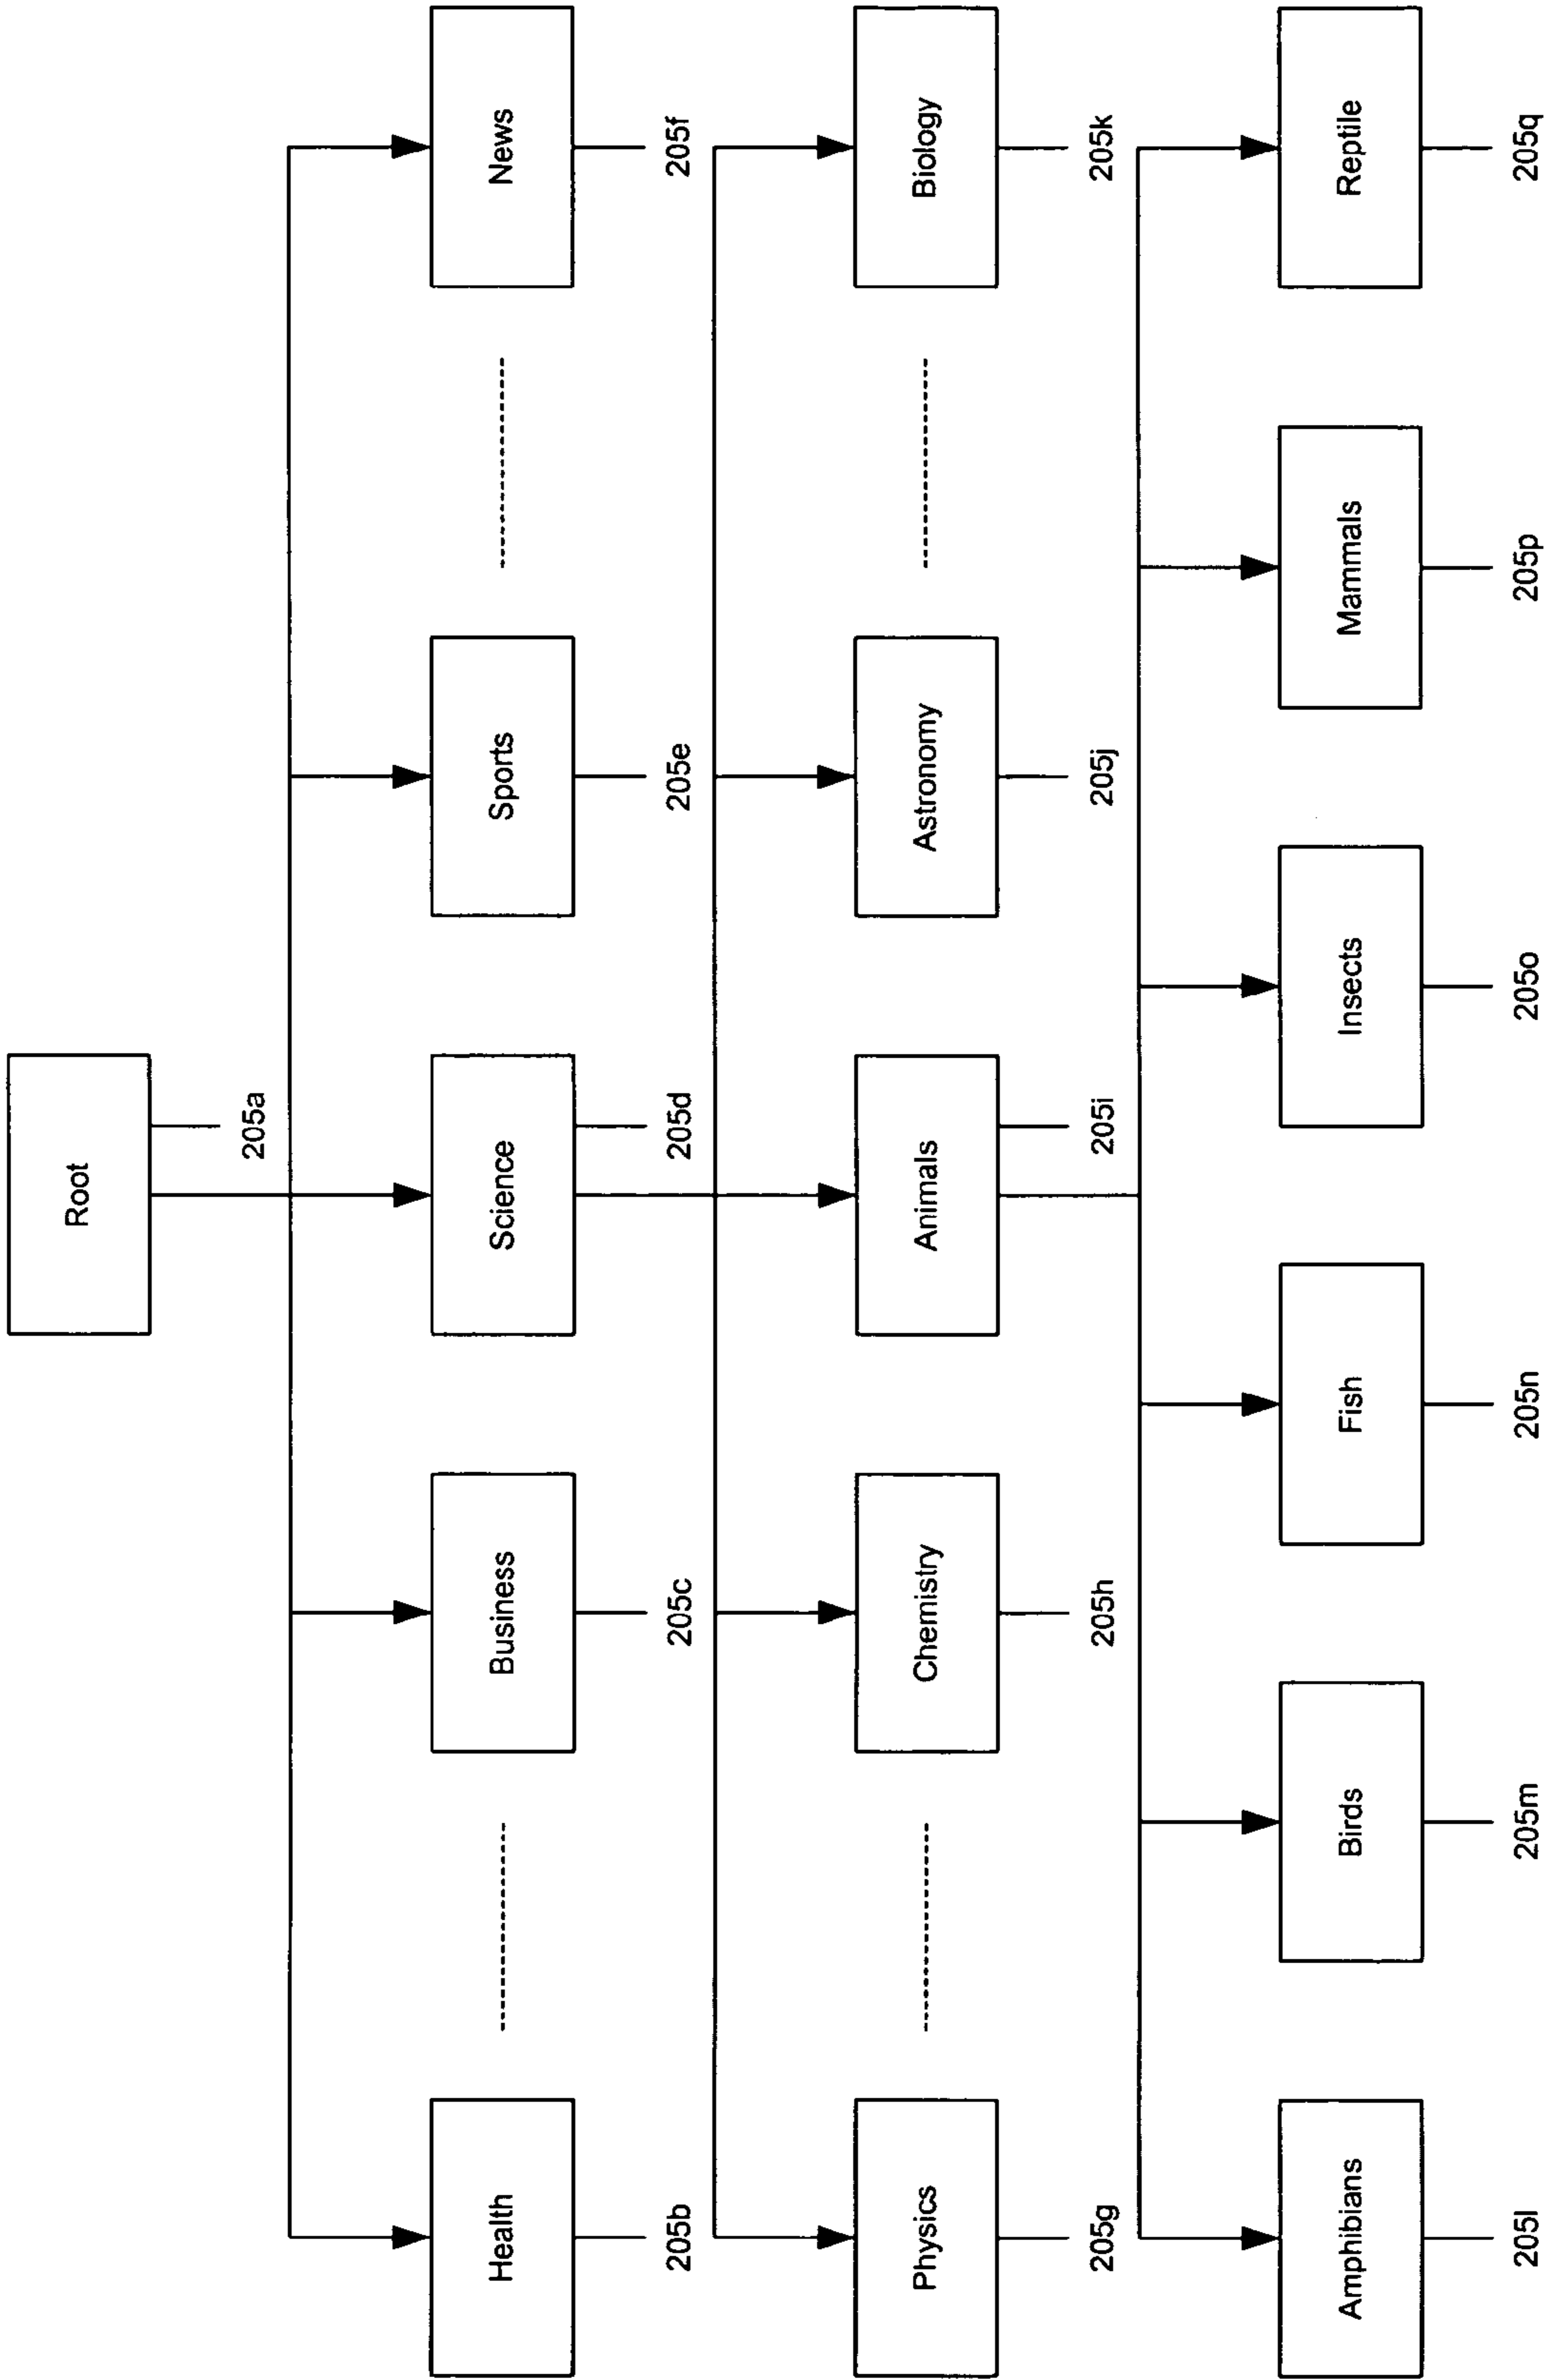 Root
205a
Health
Business
Science
Sports
News
205b
205c
205d
205e
205f
Physics
Chemistry
Animals
Astronomy
Biology
205g
205h
205i
205j
205k
Amphibians
Birds
Fish
Insects
Mammals
Reptile
205l
205m
205n
205o
205p
205q